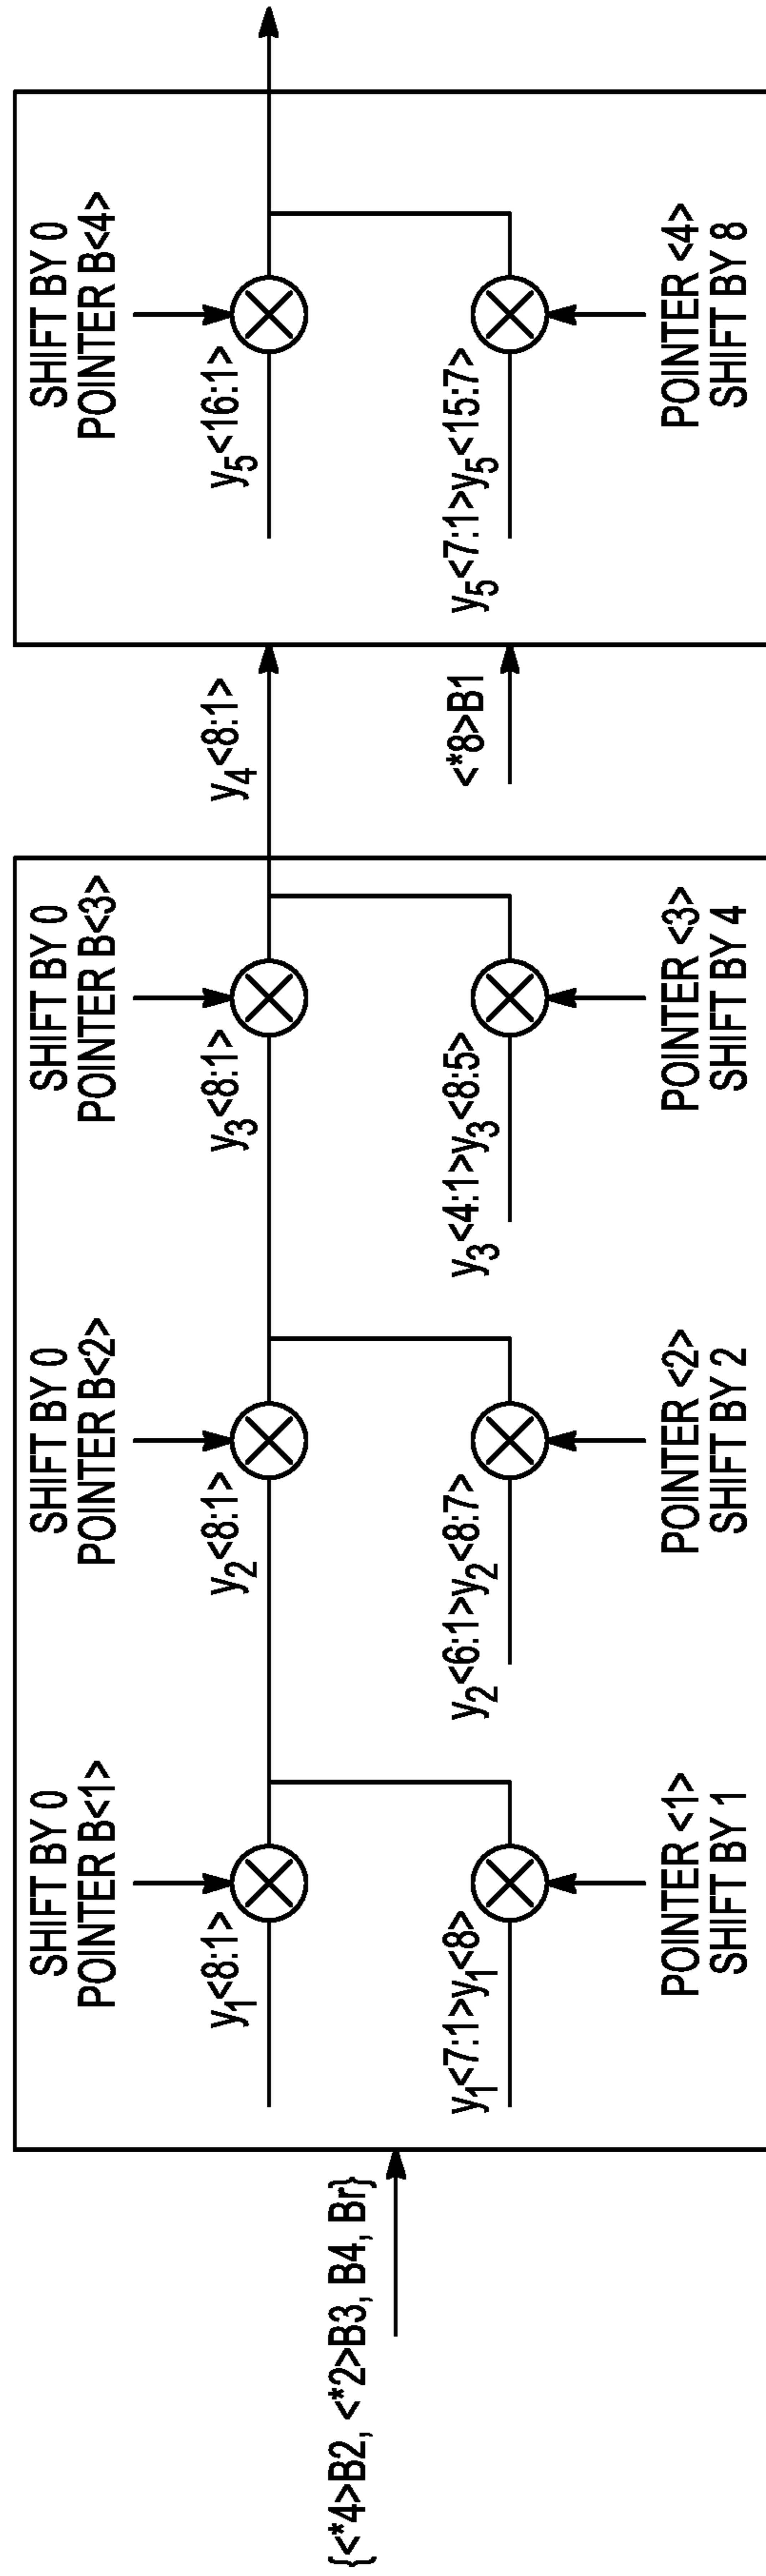 {<*4>B2, <*2>B3, B4, Br}
SHIFT BY 0
POINTER B<1>
y1<8:1>
y1<7:1>y1<8>
POINTER <1>
SHIFT BY 1
SHIFT BY 0
POINTER B<2>
y2<8:1>
y2<6:1>y2<8:7>
POINTER <2>
SHIFT BY 2
SHIFT BY 0
POINTER B<3>
y3<8:1>
y3<4:1>y3<8:5>
POINTER <3>
SHIFT BY 4
y4<8:1>
<*8>B1
SHIFT BY 0
POINTER B<4>
y5<16:1>
y5<7:1>y5<15:7>
POINTER <4>
SHIFT BY 8